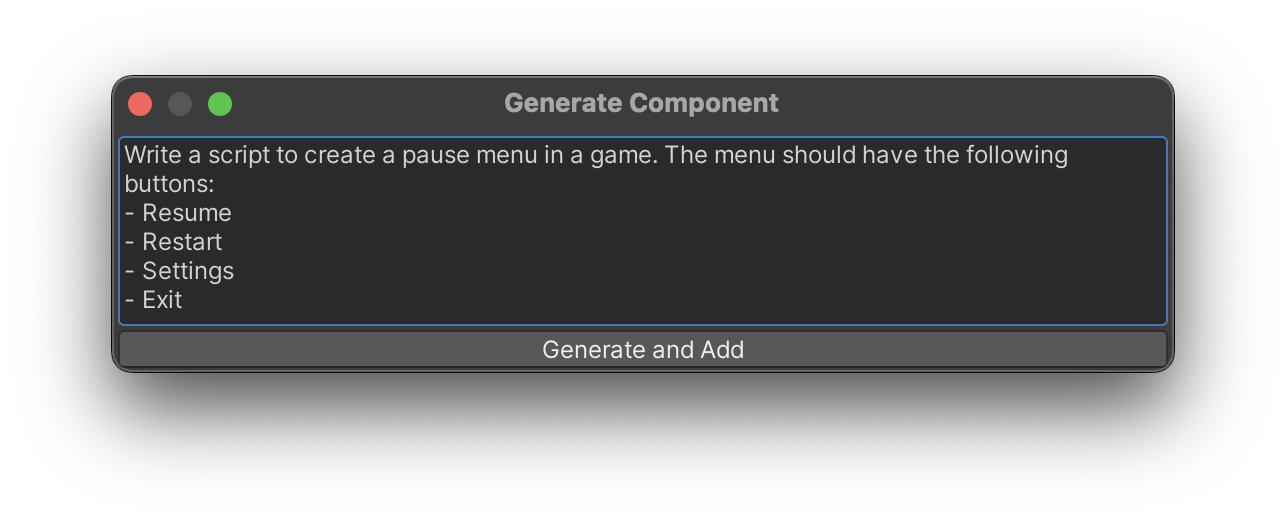 Generate Component
Write a script to create a pause menu in a game. The menu should have the following
buttons:
- Resume
- Restart
- Settings
- Exit
Generate and Add